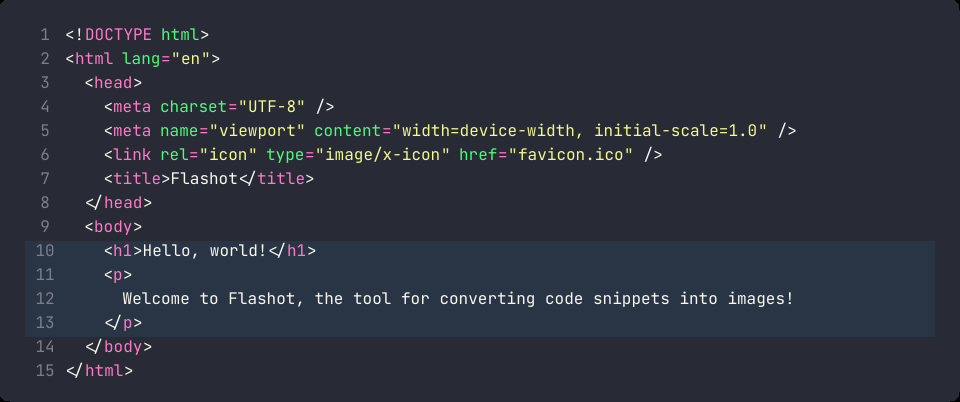 1 <!DOCTYPE html>
2 <html lang="en">
3   <head>
4     <meta charset="UTF-8" />
5     <meta name="viewport" content="width=device-width, initial-scale=1.0" />
6     <link rel="icon" type="image/x-icon" href="favicon.ico" />
7     <title>Flashot</title>
8   </head>
9   <body>
10     <h1>Hello, world!</h1>
11     <p>
12       Welcome to Flashot, the tool for converting code snippets into images!
13     </p>
14   </body>
15 </html>